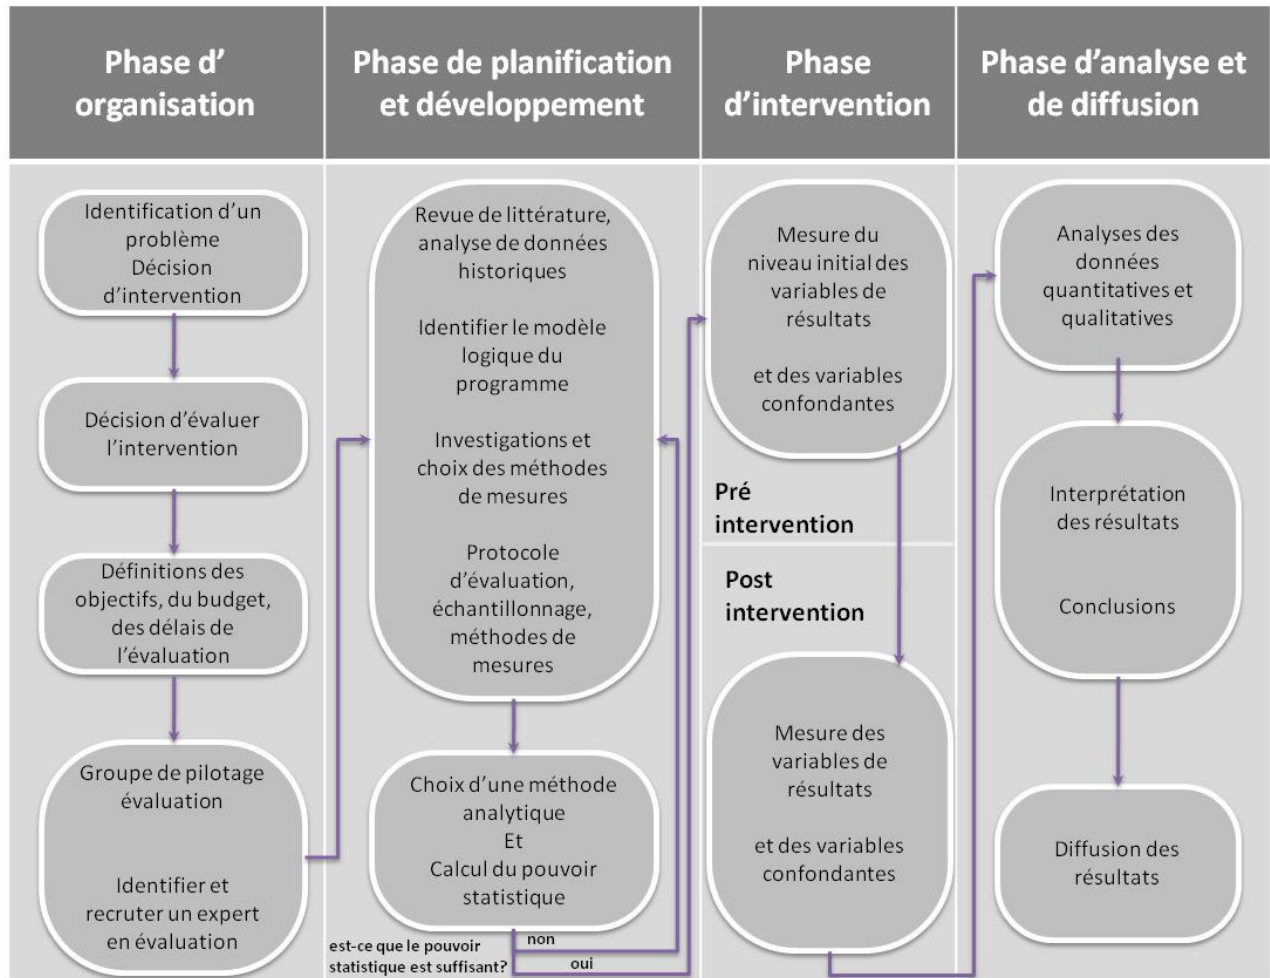 Phase d’
organisation
Phase de planification
et développement
Phase
d’intervention
Phase d’analyse et
de diffusion
Identification d’un
problème
Décision
d’intervention
Décision d’évaluer
l’intervention
Définitions des
objectifs, du budget,
des délais de
l’évaluation
Groupe de pilotage
évaluation
Identifier et
recruter un expert
en évaluation
Revue de littérature,
analyse de données
historiques
Identifier le modèle
logique du
programme
Investigations et
choix des méthodes
de mesures
Protocole
d’évaluation,
échantillonnage,
méthodes de
mesures
Choix d’une méthode
analytique
Et
Calcul du pouvoir
statistique
est-ce que le pouvoir
statistique est suffisant?
non
oui
Mesure du
niveau initial des
variables de
résultats
et des variables
confondantes
Pré
intervention
Post
intervention
Mesure des
variables de
résultats
et des variables
confondantes
Analyses des
données
quantitatives et
qualitatives
Interprétation
des résultats
Conclusions
Diffusion des
résultats